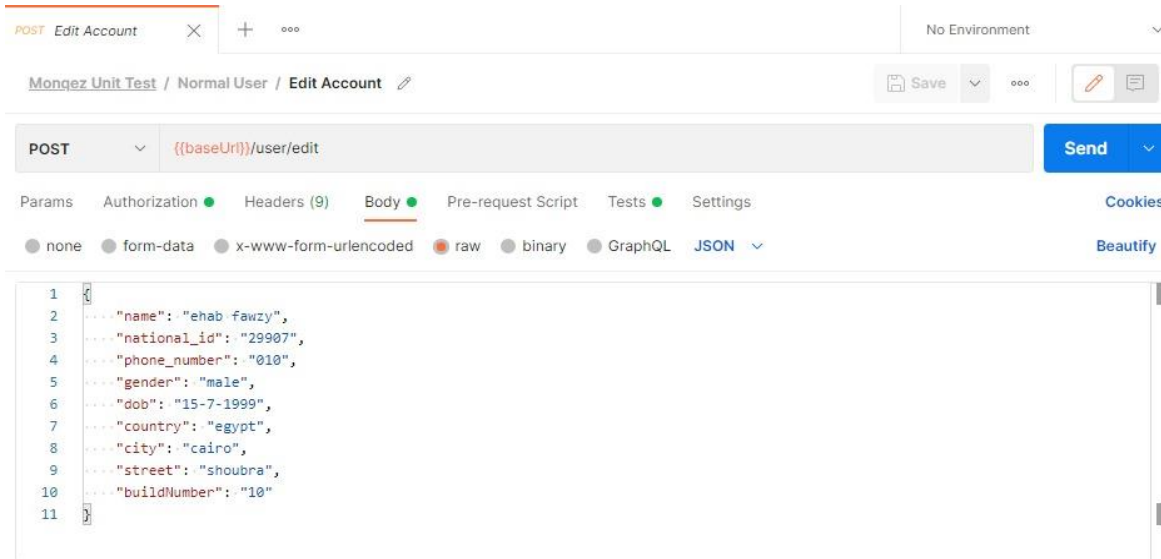 POST Edit Account
No Environment
Monqez Unit Test / Normal User / Edit Account
Save
POST {{baseUrl}}/user/edit Send
Params Authorization Headers (9) Body Pre-request Script Tests Settings Cookies
none form-data x-www-form-urlencoded raw binary GraphQL JSON Beautify
1 {
2 "name": "ehab fawzy",
3 "national_id": "29907",
4 "phone_number": "010",
5 "gender": "male",
6 "dob": "15-7-1999",
7 "country": "egypt",
8 "city": "cairo",
9 "street": "shoubra",
10 "buildNumber": "10"
11 }